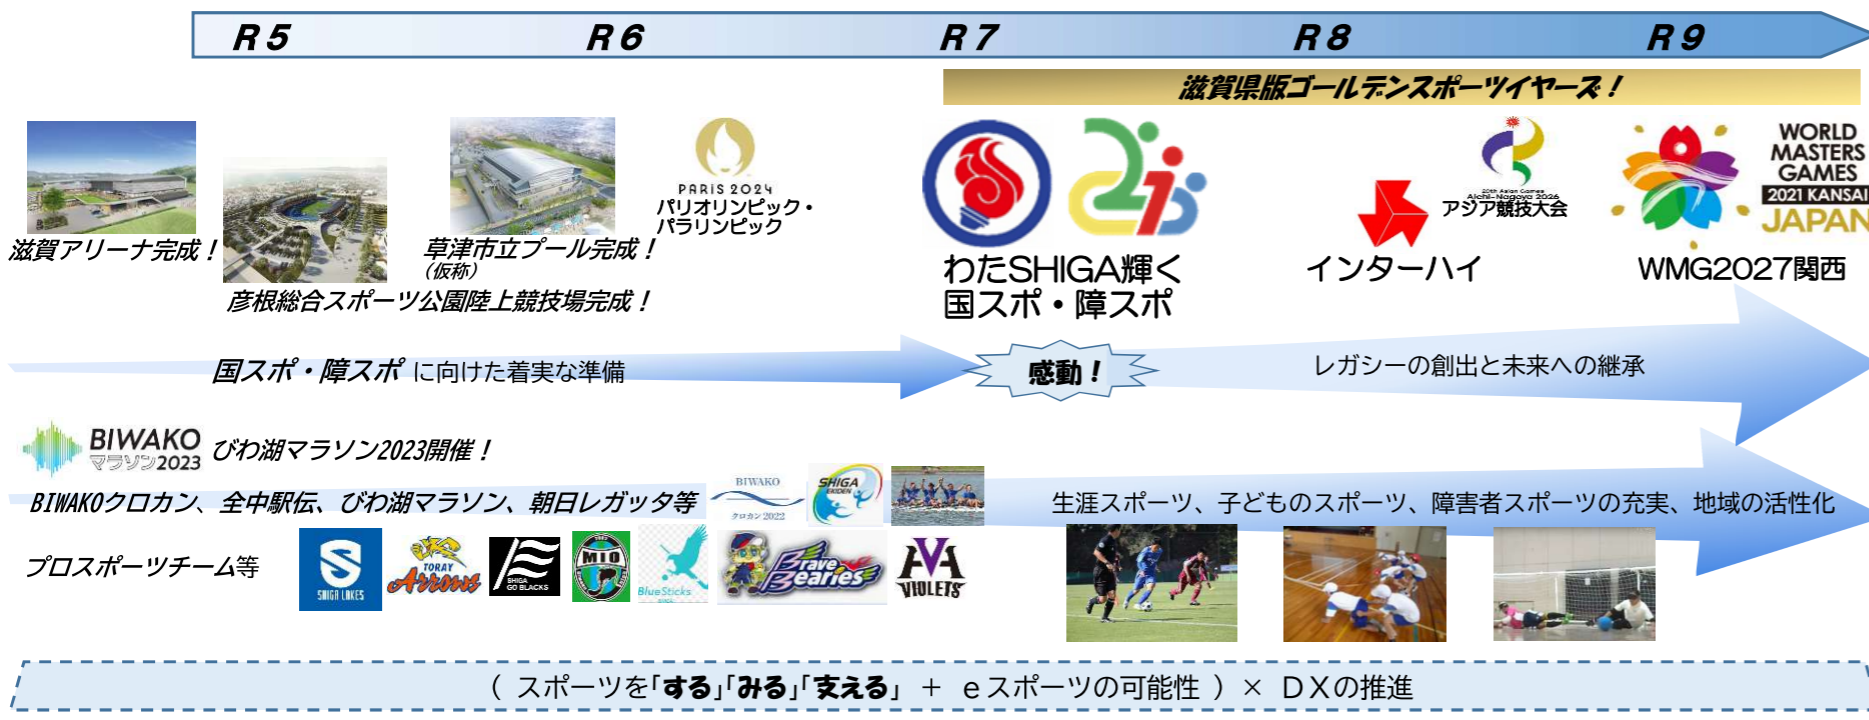 R5 R6 R7 R8 R9
滋賀県版ゴールデンスポーツイヤーズ！
滋賀アリーナ完成！
彦根総合スポーツ公園陸上競技場完成！
草津市立プール完成！
（仮称）
PARIS 2024
パリオリンピック・
パラリンピック
わたSHIGA輝く
国スポ・障スポ
インターハイ
20th Asian Games
Aichi-Nagoya 2026
アジア競技大会
WORLD
MASTERS
GAMES
2021 KANSAI
JAPAN
WMG2027関西
国スポ・障スポ に向けた着実な準備
感動！
レガシーの創出と未来への継承
BIWAKO
マラソン2023
びわ湖マラソン2023開催！
BIWAKOクロカン、全中駅伝、びわ湖マラソン、朝日レガッタ等
BIWAKO
クロカン 2022
SHIGA
EKIDEN
生涯スポーツ、子どものスポーツ、障害者スポーツの充実、地域の活性化
プロスポーツチーム等
SHIGA LAKES
TORAY
Arrows
SHIGA
GO BLACKS
MIO
BlueSticks
Brave
Bearies
VIOLETS
（ スポーツを｢する｣｢みる｣｢支える｣ ＋ ｅスポーツの可能性 ）× ＤＸの推進